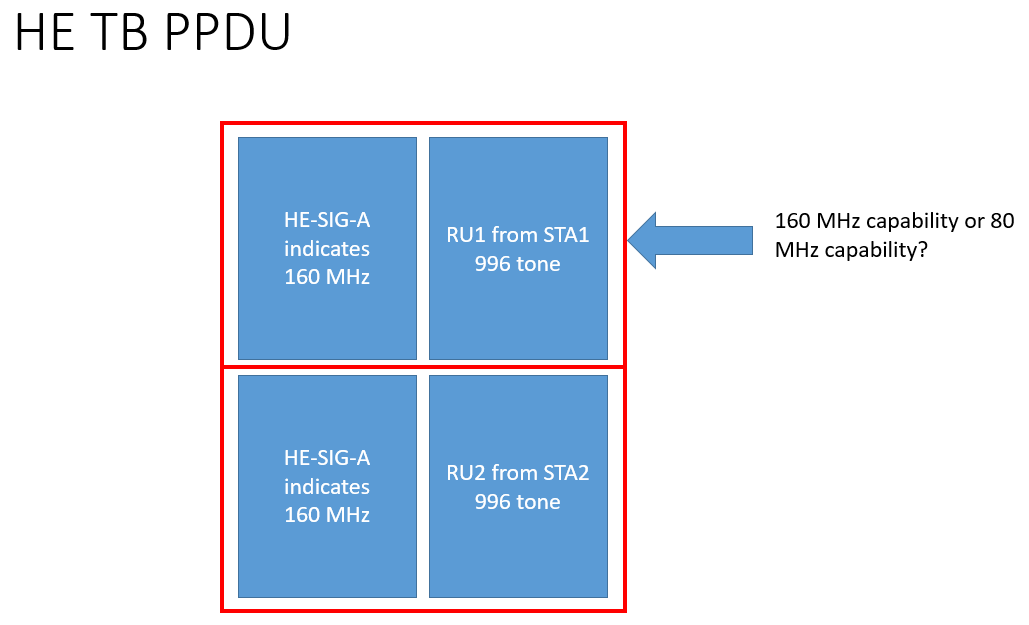 HE TB PPDU
HE-SIG-A
indicates
160 MHz
RU1 from STA1
996 tone
160 MHz capability or 80
MHz capability?
HE-SIG-A
indicates
160 MHz
RU2 from STA2
996 tone